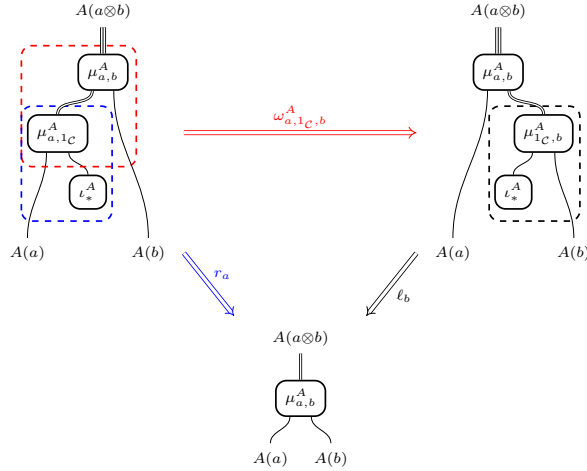 A(a⊗b) A(a⊗b)
μ^A_{a,b} μ^A_{a,b}
ω^A_{a,1_C,b}
μ^A_{a,1_C} μ^A_{1_C,b}
ι^A_* ι^A_*
A(a) A(b) A(a) A(b)
r_a ℓ_b
A(a⊗b)
μ^A_{a,b}
A(a) A(b)